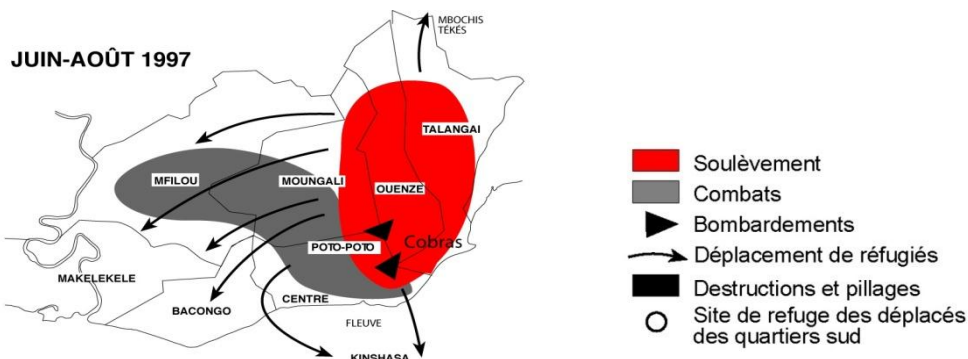 MBOCHIS
TÉKÉS
JUIN-AOÛT 1997
TALANGAI
MFILOU
MOUNGALI
OUENZÉ
POTO-POTO
Cobras
MAKELEKELE
CENTRE
BACONGO
FLEUVE
KINSHASA
Soulèvement
Combats
Bombardements
Déplacement de réfugiés
Destructions et pillages
Site de refuge des déplacés
des quartiers sud